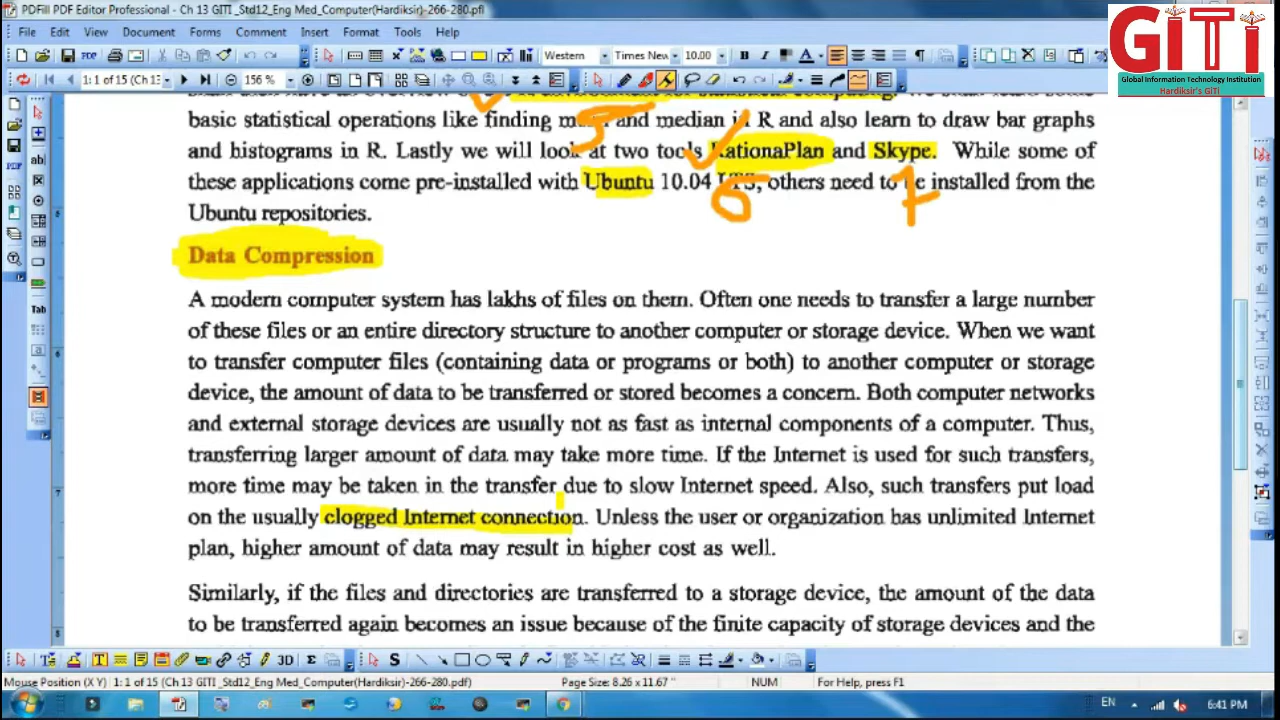 PDFill PDF Editor Professional - Ch 13 GITI _Std12_Eng Med_Computer(Hardiksir)-266-280.pfl
File Edit View Document Forms Comment Insert Format Tools Help
Western Times New 10.00 B I A
1: 1 of 15 (Ch 13 156 %
GiTi
Global Information Technology Institution
Hardiksir's GiTi
basic statistical operations like finding and median in R and also learn to draw bar graphs
and histograms in R. Lastly we will look at two tools RationaPlan and Skype. While some of
these applications come pre-installed with Ubuntu 10.04 LTS, others need to be installed from the
Ubuntu repositories.
5
6
7
Data Compression
A modern computer system has lakhs of files on them. Often one needs to transfer a large number
of these files or an entire directory structure to another computer or storage device. When we want
to transfer computer files (containing data or programs or both) to another computer or storage
device, the amount of data to be transferred or stored becomes a concern. Both computer networks
and external storage devices are usually not as fast as internal components of a computer. Thus,
transferring larger amount of data may take more time. If the Internet is used for such transfers,
more time may be taken in the transfer due to slow Internet speed. Also, such transfers put load
on the usually clogged Internet connection. Unless the user or organization has unlimited Internet
plan, higher amount of data may result in higher cost as well.
Similarly, if the files and directories are transferred to a storage device, the amount of the data
to be transferred again becomes an issue because of the finite capacity of storage devices and the
Tab
3D
Mouse Position (X Y) 1: 1 of 15 (Ch 13 GITI _Std12_Eng Med_Computer(Hardiksir)-266-280.pdf) Page Size: 8.26 x 11.67 " NUM For Help, press F1
EN 6:41 PM